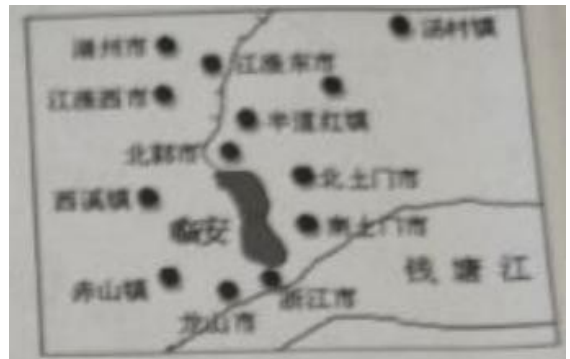 汤村镇
湖州市
江涨东市
江涨西市
半道红镇
北郭市
北土门市
西溪镇
临安
南土门市
钱塘江
赤山镇
浙江市
龙山市